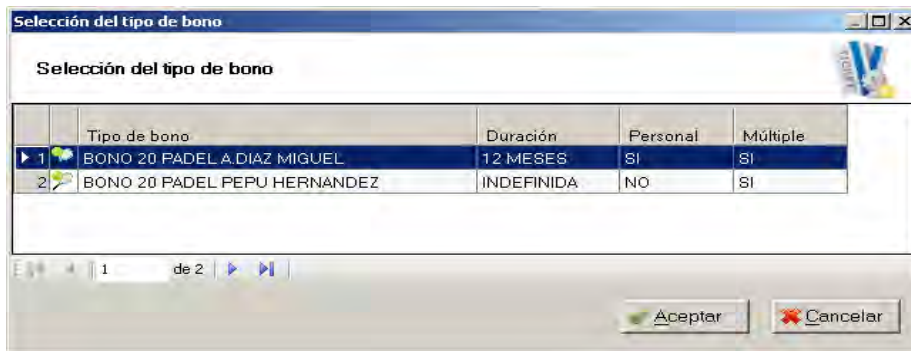 Selección del tipo de bono
Selección del tipo de bono
Tipo de bono Duración Personal Múltiple
1 BONO 20 PADEL A.DIAZ MIGUEL 12 MESES SI SI
2 BONO 20 PADEL PEPU HERNANDEZ INDEFINIDA NO SI
1 de 2
Aceptar Cancelar